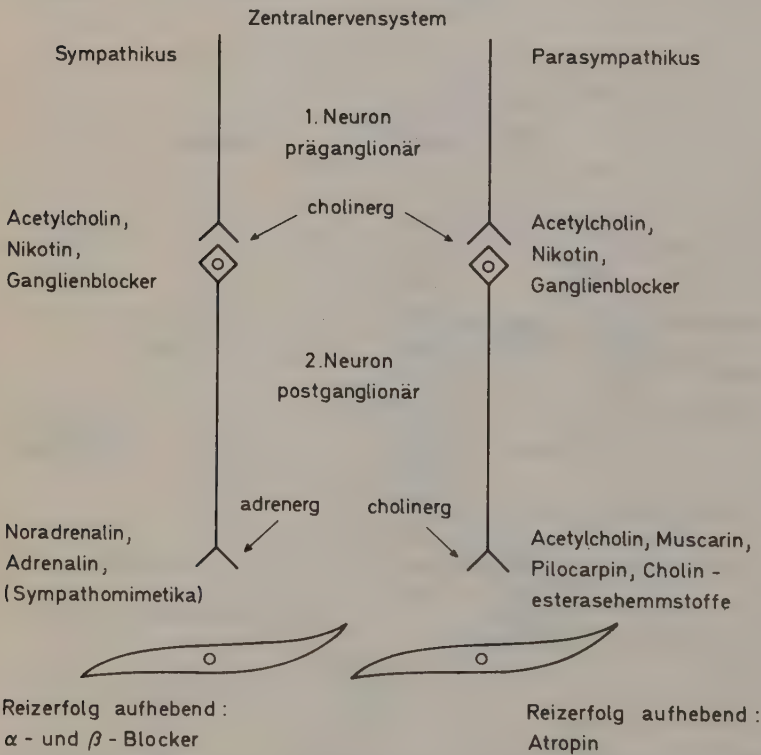 Zentralnervensystem
Sympathikus
Parasympathikus
1. Neuron
präganglionär
cholinerg
Acetylcholin,
Nikotin,
Ganglienblocker
Acetylcholin,
Nikotin,
Ganglienblocker
2. Neuron
postganglionär
adrenerg
cholinerg
Noradrenalin,
Adrenalin,
(Sympathomimetika)
Acetylcholin, Muscarin,
Pilocarpin, Cholin -
esterasehemmstoffe
Reizerfolg aufhebend :
α - und β - Blocker
Reizerfolg aufhebend :
Atropin